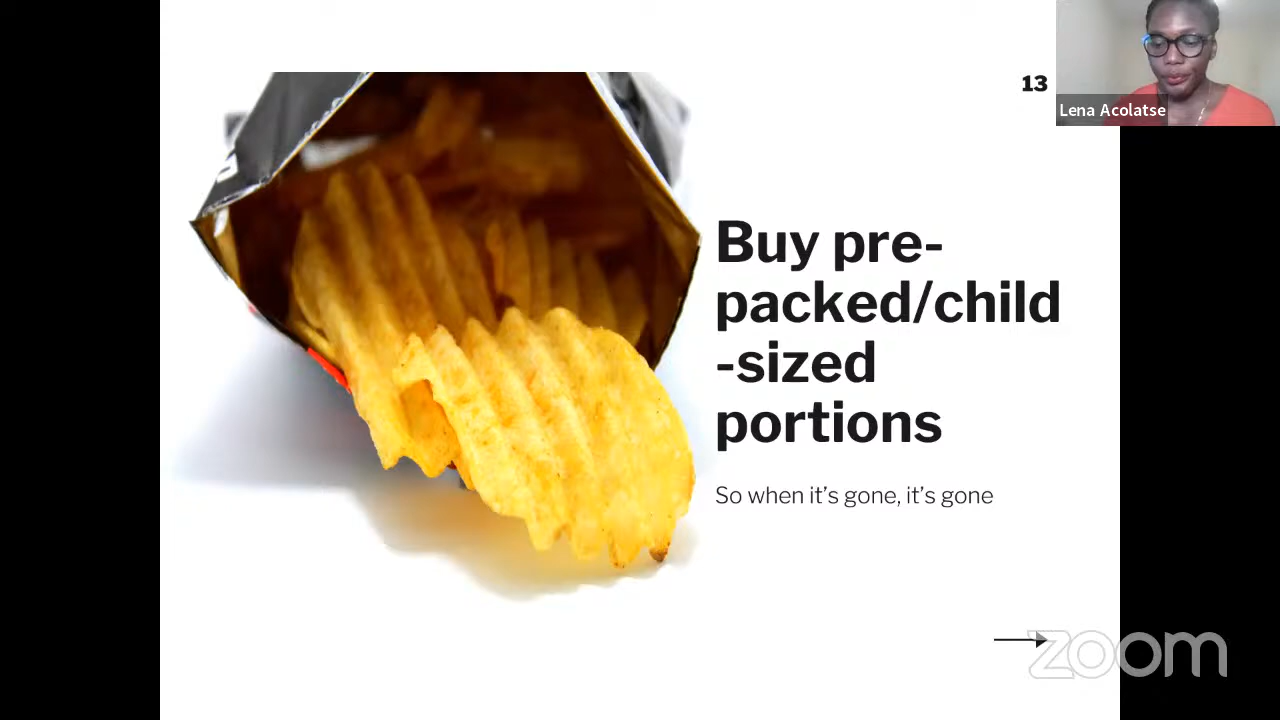 13
Lena Acolatse
Buy pre-
packed/child
-sized
portions
So when it's gone, it's gone
zoom